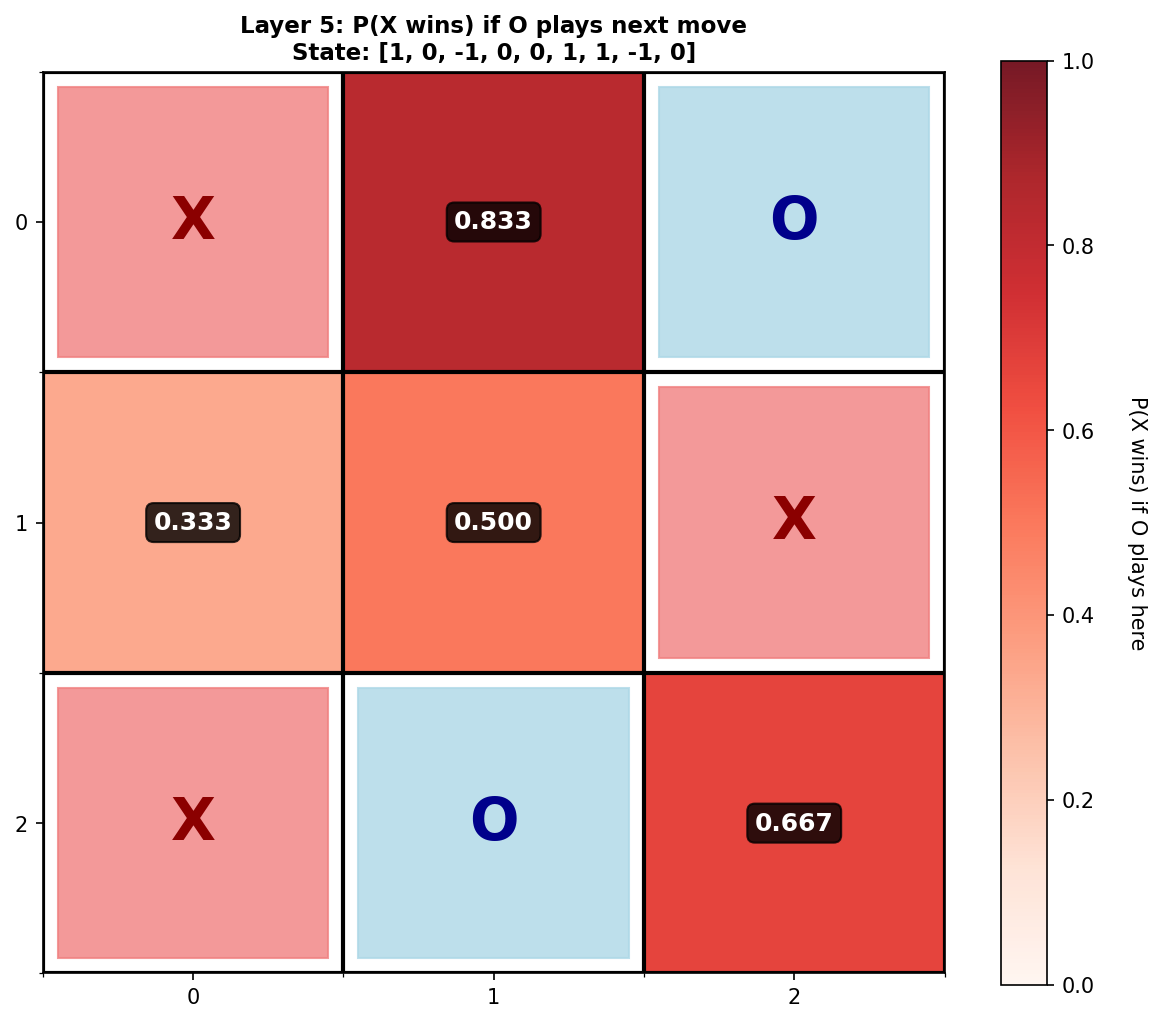 Layer 5: P(X wins) if O plays next move
State: [1, 0, -1, 0, 0, 1, 1, -1, 0]
0
X
0.833
O
1
0.333
0.500
X
2
X
O
0.667
0
1
2
1.0
0.8
0.6
0.4
0.2
0.0
P(X wins) if O plays here